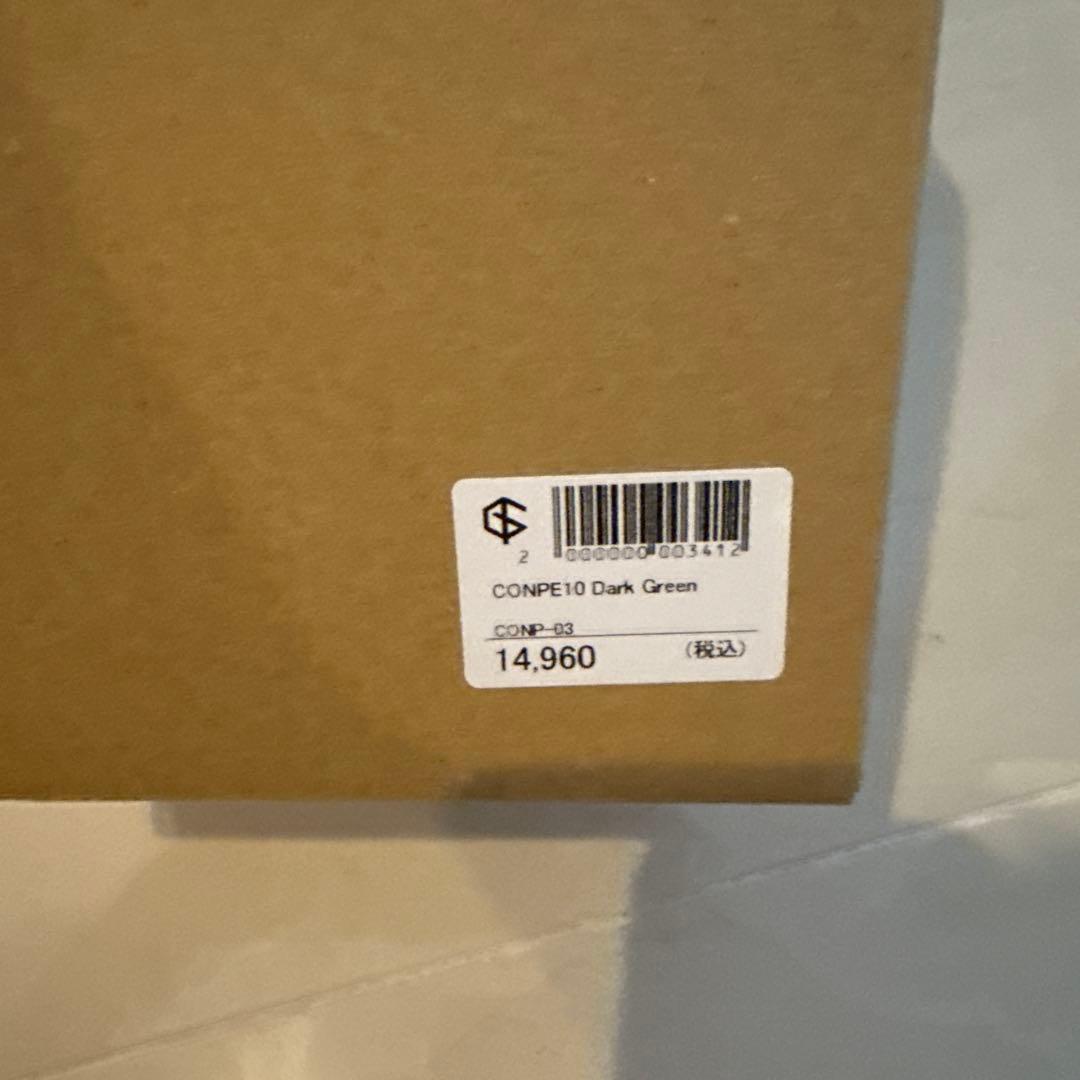 2 000000 003412
CONPE10 Dark Green
CONP-03
14,960 (税込)